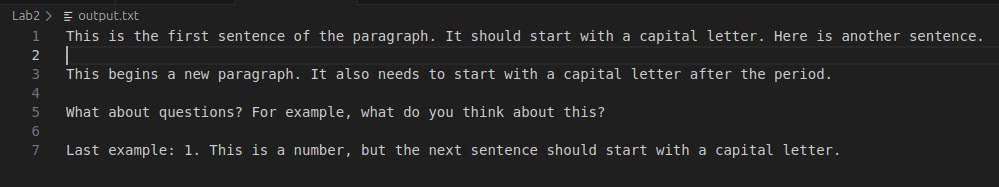 Lab2 > output.txt
1 This is the first sentence of the paragraph. It should start with a capital letter. Here is another sentence.
2
3 This begins a new paragraph. It also needs to start with a capital letter after the period.
4
5 What about questions? For example, what do you think about this?
6
7 Last example: 1. This is a number, but the next sentence should start with a capital letter.